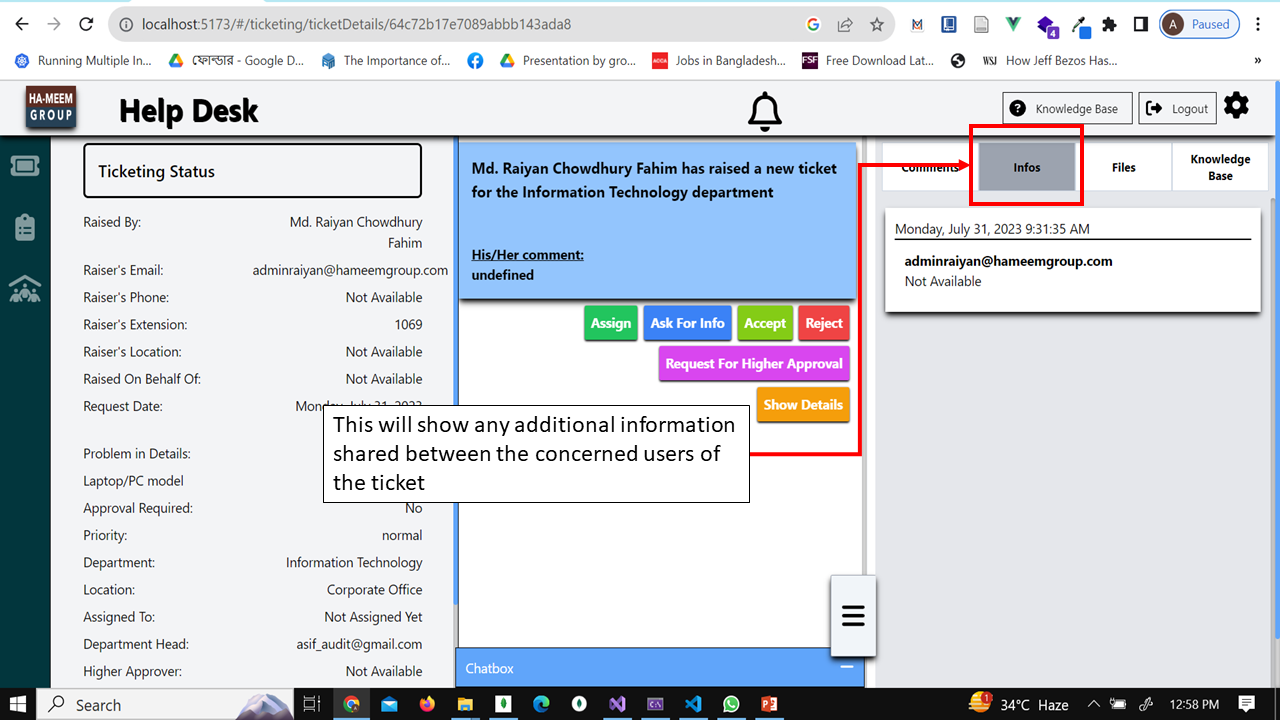 localhost:5173/#/ticketing/ticketDetails/64c72b17e7089abbb143ada8
A
Paused
4
Running Multiple In...
ফোল্ডার - Google D...
The Importance of...
Presentation by gro...
Jobs in Bangladesh...
FSF
Free Download Lat...
WSJ
How Jeff Bezos Has...
»
HA-MEEM
GROUP
Help Desk
? Knowledge Base
Logout
Ticketing Status
Raised By: Md. Raiyan Chowdhury
Fahim
Raiser's Email: adminraiyan@hameemgroup.com
Raiser's Phone: Not Available
Raiser's Extension: 1069
Raiser's Location: Not Available
Raised On Behalf Of: Not Available
Request Date:
Problem in Details:
Laptop/PC model
Approval Required: No
Priority: normal
Department: Information Technology
Location: Corporate Office
Assigned To: Not Assigned Yet
Department Head: asif_audit@gmail.com
Higher Approver: Not Available
Md. Raiyan Chowdhury Fahim has raised a new ticket
for the Information Technology department
His/Her comment:
undefined
Assign
Ask For Info
Accept
Reject
Request For Higher Approval
Show Details
This will show any additional information
shared between the concerned users of
the ticket
Chatbox
Comments
Infos
Files
Knowledge
Base
Monday, July 31, 2023 9:31:35 AM
adminraiyan@hameemgroup.com
Not Available
Search
1
34°C Haze
12:58 PM